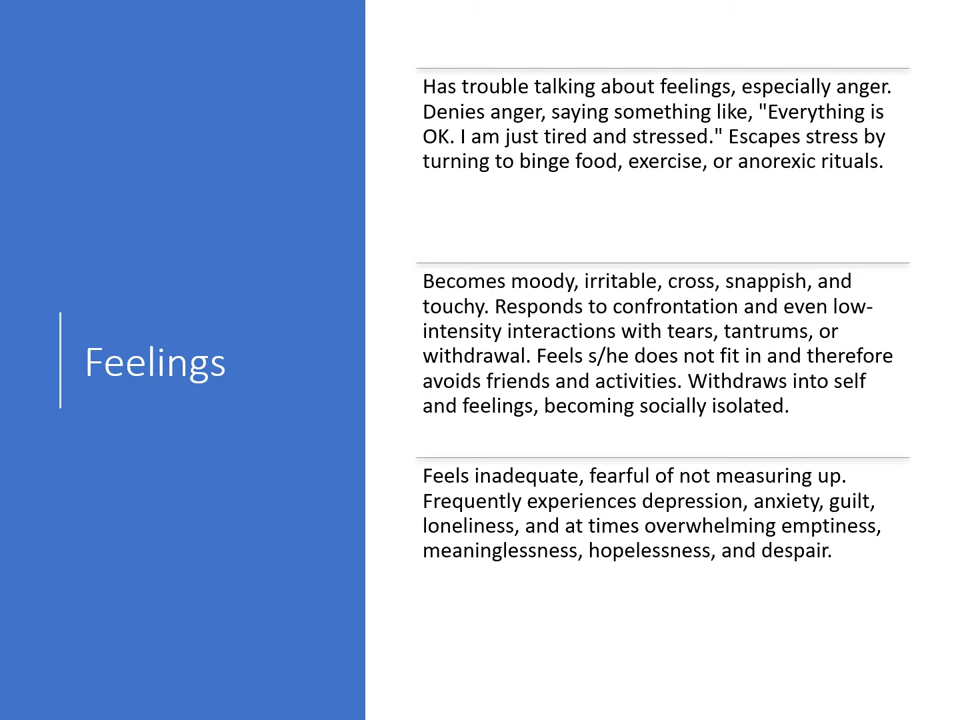 Feelings
Has trouble talking about feelings, especially anger.
Denies anger, saying something like, "Everything is
OK. I am just tired and stressed." Escapes stress by
turning to binge food, exercise, or anorexic rituals.
Becomes moody, irritable, cross, snappish, and
touchy. Responds to confrontation and even low-
intensity interactions with tears, tantrums, or
withdrawal. Feels s/he does not fit in and therefore
avoids friends and activities. Withdraws into self
and feelings, becoming socially isolated.
Feels inadequate, fearful of not measuring up.
Frequently experiences depression, anxiety, guilt,
loneliness, and at times overwhelming emptiness,
meaninglessness, hopelessness, and despair.